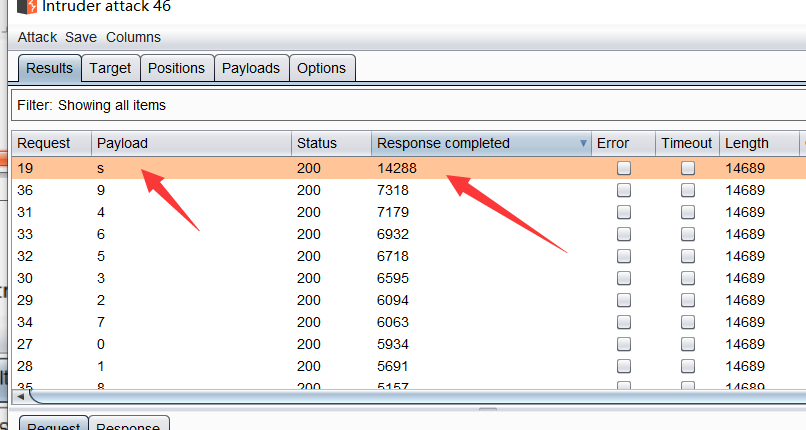 Intruder attack 46
Attack Save Columns
Results Target Positions Payloads Options
Filter: Showing all items
Request Payload Status Response completed Error Timeout Length
19 s 200 14288 14689
36 9 200 7318 14689
31 4 200 7179 14689
33 6 200 6932 14689
32 5 200 6718 14689
30 3 200 6595 14689
29 2 200 6094 14689
34 7 200 6063 14689
27 0 200 5934 14689
28 1 200 5691 14689
35 8 200 5157 14689
Request Response